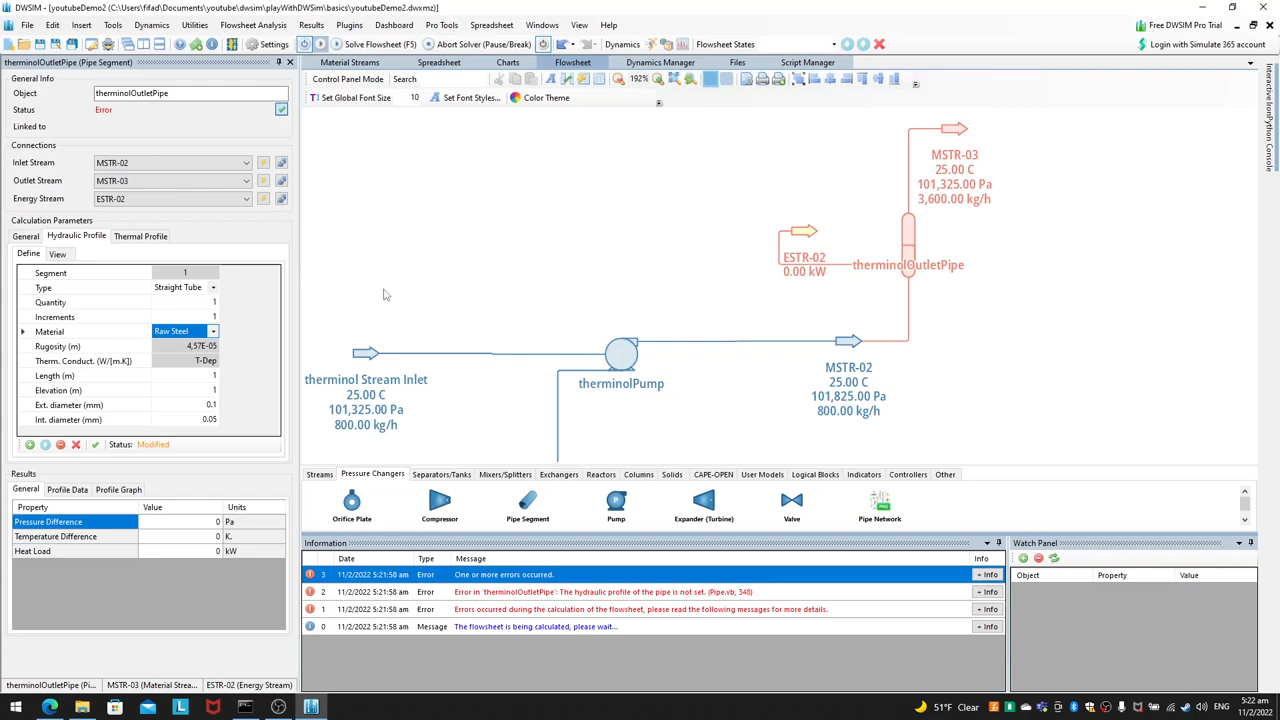 [DWSIM] - [youtubeDemo2 (C:\Users\fifad\Documents\youtube\dwsim\playWithDWSim\basics\youtubeDemo2.dwxmz)]
File Edit Insert Tools Dynamics Utilities Flowsheet Analysis Results Plugins Dashboard Pro Tools Spreadsheet Windows View Help Free DWSIM Pro Trial
Settings Solve Flowsheet (F5) Abort Solver (Pause/Break) Dynamics Flowsheet States Login with Simulate 365 account
therminolOutletPipe (Pipe Segment)
General Info
Object therminolOutletPipe
Status Error
Linked to
Connections
Inlet Stream MSTR-02
Outlet Stream MSTR-03
Energy Stream ESTR-02
Calculation Parameters
General Hydraulic Profile Thermal Profile
Define View
Segment 1
Type Straight Tube
Quantity 1
Increments 1
Material Raw Steel
Rugosity (m) 4,57E-05
Therm. Conduct. (W/[m.K]) T-Dep
Length (m) 1
Elevation (m) 1
Ext. diameter (mm) 0.1
Int. diameter (mm) 0.05
Status: Modified
Results
General Profile Data Profile Graph
Property Value Units
Pressure Difference 0 Pa
Temperature Difference 0 K.
Heat Load 0 kW
therminolOutletPipe (Pi... MSTR-03 (Material Strea... ESTR-02 (Energy Stream)
Material Streams Spreadsheet Charts Flowsheet Dynamics Manager Files Script Manager
Control Panel Mode Search 192%
Set Global Font Size 10 Set Font Styles... Color Theme
MSTR-03
25.00 C
101,325.00 Pa
3,600.00 kg/h
ESTR-02
0.00 kW
therminolOutletPipe
therminol Stream Inlet
25.00 C
101,325.00 Pa
800.00 kg/h
therminolPump
MSTR-02
25.00 C
101,825.00 Pa
800.00 kg/h
Streams Pressure Changers Separators/Tanks Mixers/Splitters Exchangers Reactors Columns Solids CAPE-OPEN User Models Logical Blocks Indicators Controllers Other
Orifice Plate Compressor Pipe Segment Pump Expander (Turbine) Valve Pipe Network
PRO
Information
Date Type Message Info
3 11/2/2022 5:21:58 am Error One or more errors occurred. + Info
2 11/2/2022 5:21:58 am Error Error in 'therminolOutletPipe': The hydraulic profile of the pipe is not set. (Pipe.vb, 348) + Info
1 11/2/2022 5:21:58 am Error Errors occurred during the calculation of the flowsheet, please read the following messages for more details. + Info
0 11/2/2022 5:21:58 am Message The flowsheet is being calculated, please wait... + Info
Watch Panel
Object Property Value
Interactive IronPython Console
51°F Clear
5:22 am
11/2/2022